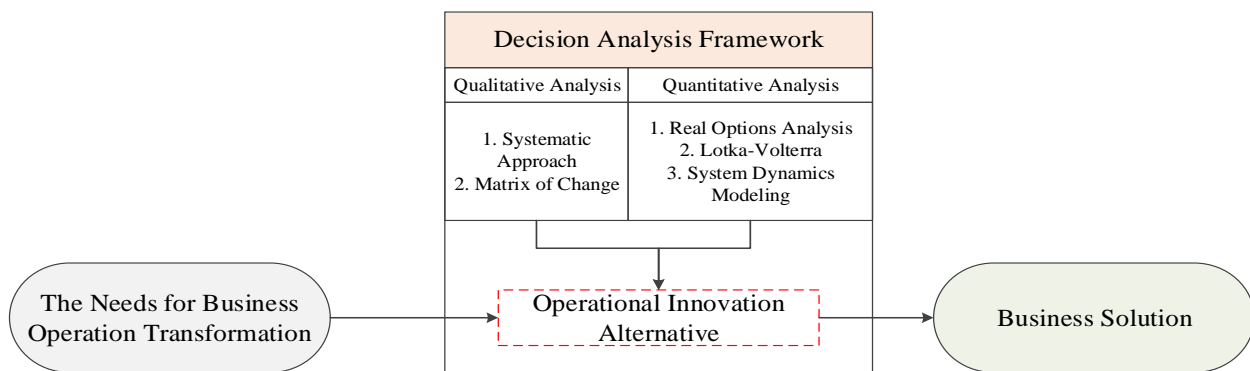 Decision Analysis Framework
Qualitative Analysis
Quantitative Analysis
1. Systematic
Approach
2. Matrix of Change
1. Real Options Analysis
2. Lotka-Volterra
3. System Dynamics
Modeling
The Needs for Business
Operation Transformation
Operational Innovation
Alternative
Business Solution